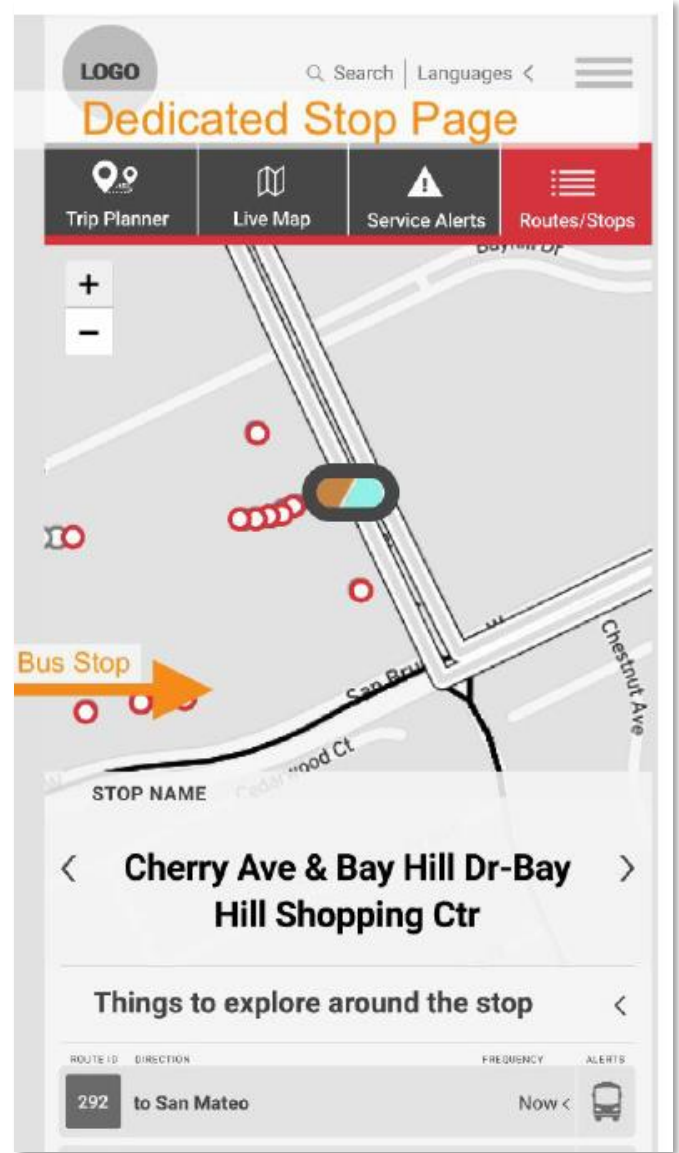 LOGO
Search | Languages <
Dedicated Stop Page
Trip Planner
Live Map
Service Alerts
Routes/Stops
+
−
Chestnut Ave
Bus Stop
San Bru
wood Ct
STOP NAME
< Cherry Ave & Bay Hill Dr-Bay >
Hill Shopping Ctr
Things to explore around the stop <
ROUTE ID DIRECTION FREQUENCY ALERTS
292 to San Mateo Now <